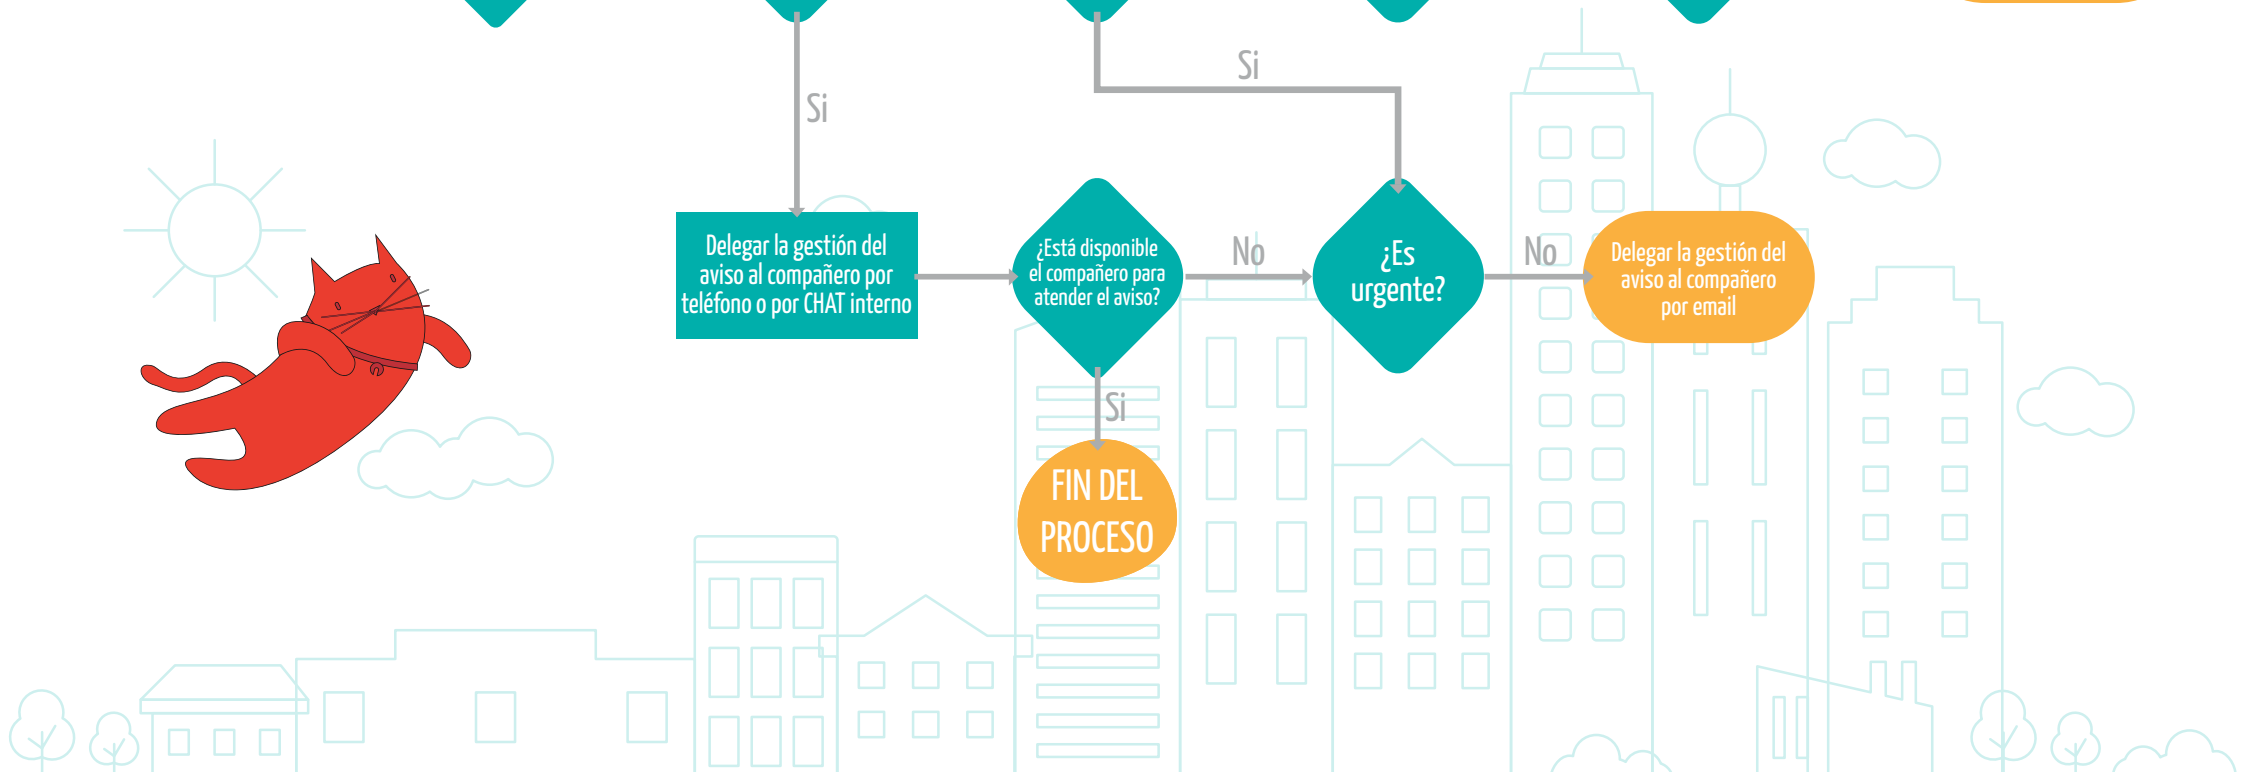 Si
Si
Delegar la gestión del
aviso al compañero por
teléfono o por CHAT interno
¿Está disponible
el compañero para
atender el aviso?
No
¿Es
urgente?
No
Delegar la gestión del
aviso al compañero
por email
Si
FIN DEL
PROCESO